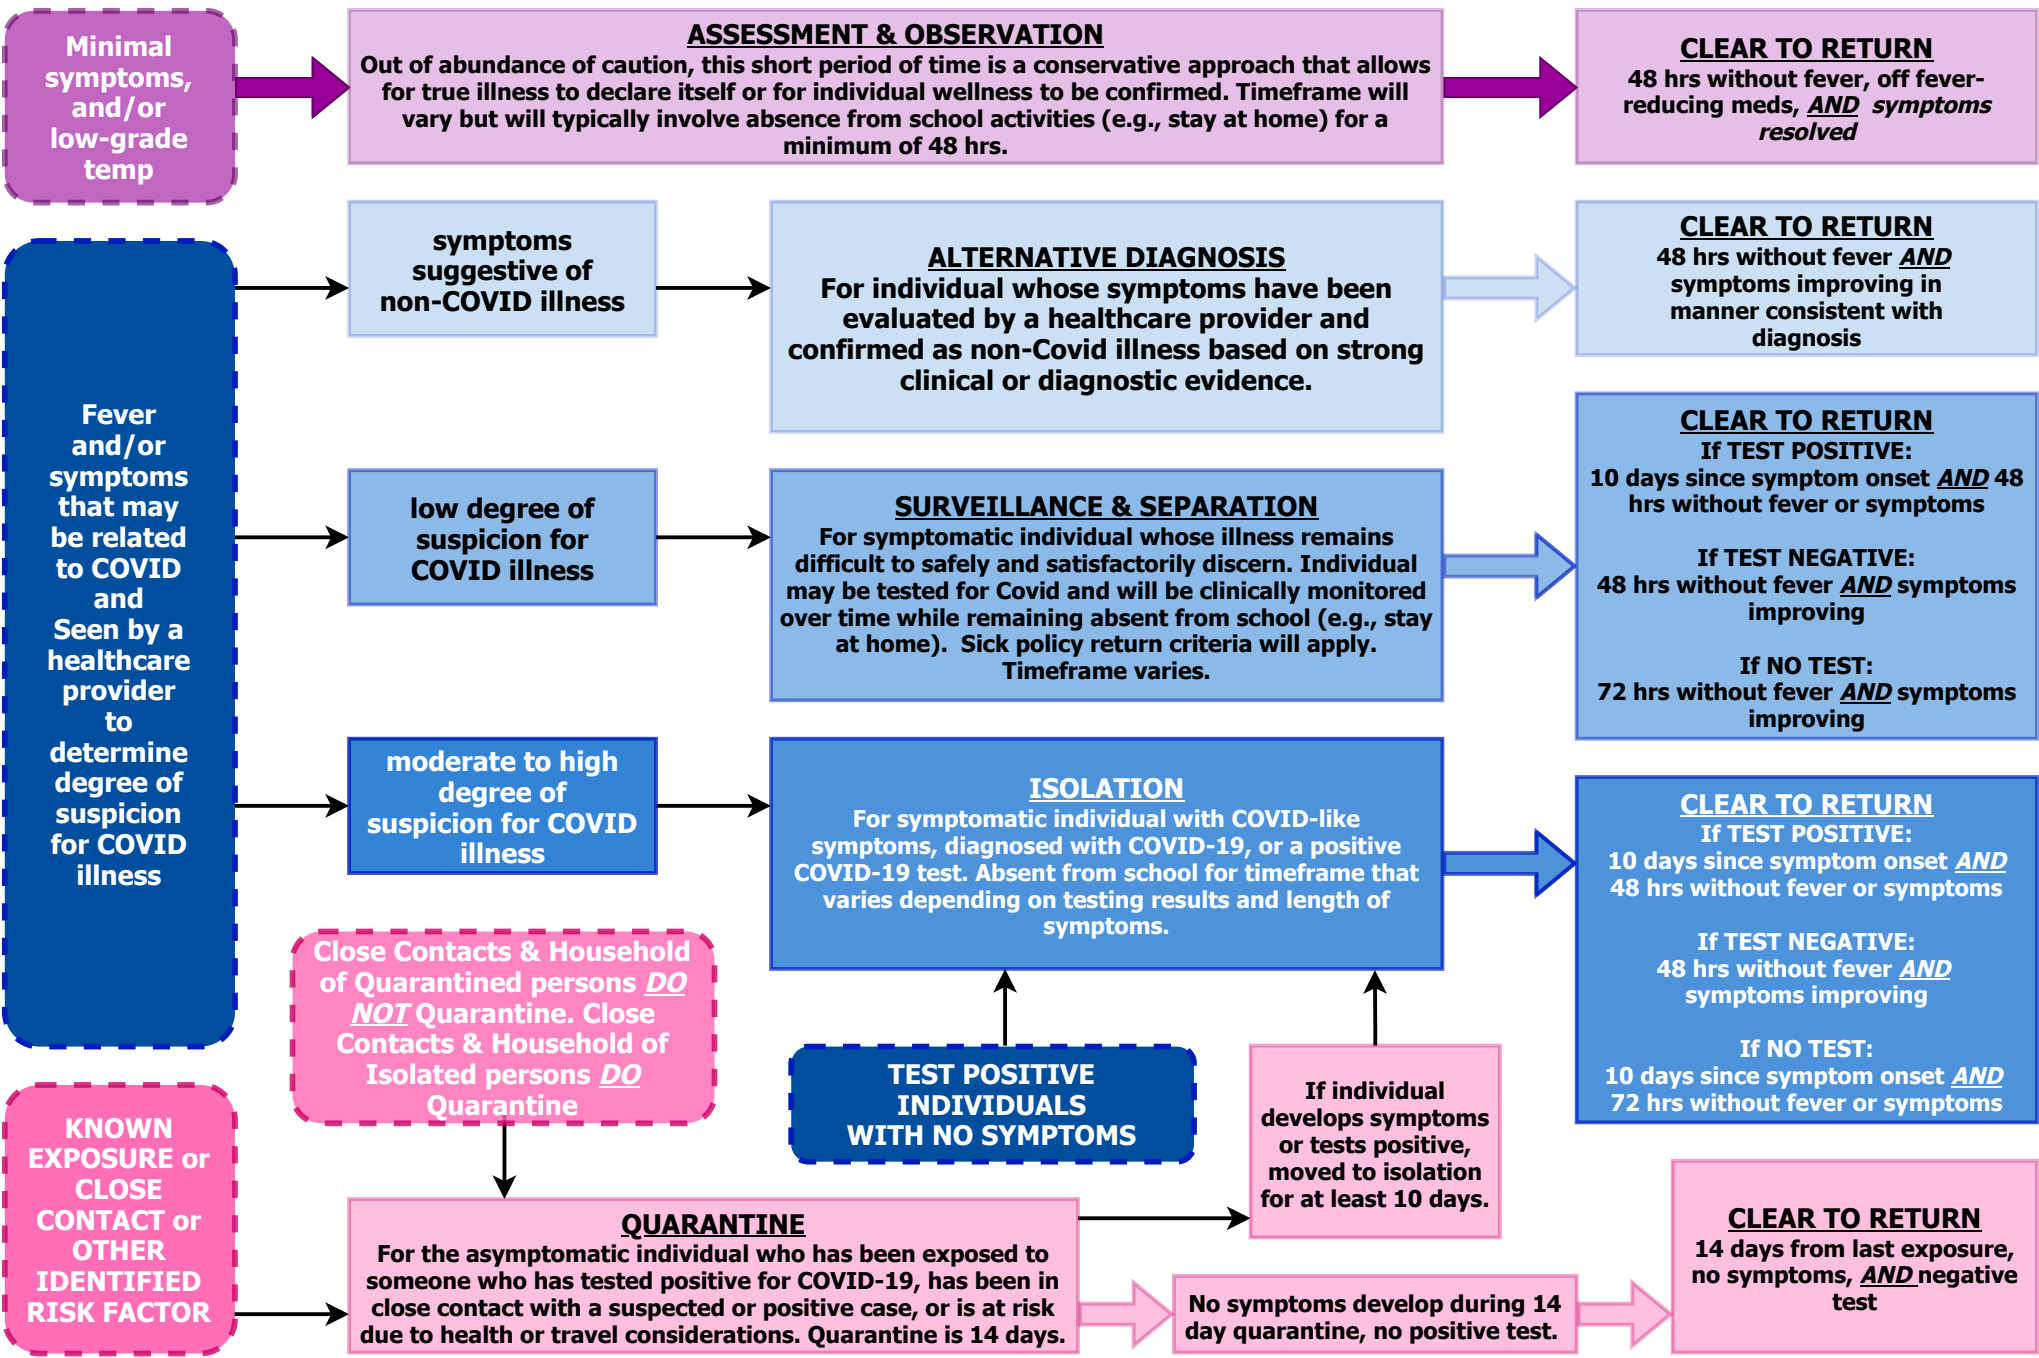 Minimal
symptoms,
and/or
low-grade
temp
ASSESSMENT & OBSERVATION
Out of abundance of caution, this short period of time is a conservative approach that allows
for true illness to declare itself or for individual wellness to be confirmed. Timeframe will
vary but will typically involve absence from school activities (e.g., stay at home) for a
minimum of 48 hrs.
CLEAR TO RETURN
48 hrs without fever, off fever-
reducing meds, AND symptoms
resolved
Fever
and/or
symptoms
that may
be related
to COVID
and
Seen by a
healthcare
provider
to
determine
degree of
suspicion
for COVID
illness
symptoms
suggestive of
non-COVID illness
ALTERNATIVE DIAGNOSIS
For individual whose symptoms have been
evaluated by a healthcare provider and
confirmed as non-Covid illness based on strong
clinical or diagnostic evidence.
CLEAR TO RETURN
48 hrs without fever AND
symptoms improving in
manner consistent with
diagnosis
low degree of
suspicion for
COVID illness
SURVEILLANCE & SEPARATION
For symptomatic individual whose illness remains
difficult to safely and satisfactorily discern. Individual
may be tested for Covid and will be clinically monitored
over time while remaining absent from school (e.g., stay
at home).  Sick policy return criteria will apply.
Timeframe varies.
CLEAR TO RETURN
If TEST POSITIVE:
10 days since symptom onset AND 48
hrs without fever or symptoms
If TEST NEGATIVE:
48 hrs without fever AND symptoms
improving
If NO TEST:
72 hrs without fever AND symptoms
improving
moderate to high
degree of
suspicion for COVID
illness
ISOLATION
For symptomatic individual with COVID-like
symptoms, diagnosed with COVID-19, or a positive
COVID-19 test. Absent from school for timeframe that
varies depending on testing results and length of
symptoms.
CLEAR TO RETURN
If TEST POSITIVE:
10 days since symptom onset AND
48 hrs without fever or symptoms
If TEST NEGATIVE:
48 hrs without fever AND
symptoms improving
If NO TEST:
10 days since symptom onset AND
72 hrs without fever or symptoms
Close Contacts & Household
of Quarantined persons DO
NOT Quarantine. Close
Contacts & Household of
Isolated persons DO
Quarantine
TEST POSITIVE
INDIVIDUALS
WITH NO SYMPTOMS
If individual
develops symptoms
or tests positive,
moved to isolation
for at least 10 days.
KNOWN
EXPOSURE or
CLOSE
CONTACT or
OTHER
IDENTIFIED
RISK FACTOR
QUARANTINE
For the asymptomatic individual who has been exposed to
someone who has tested positive for COVID-19, has been in
close contact with a suspected or positive case, or is at risk
due to health or travel considerations. Quarantine is 14 days.
No symptoms develop during 14
day quarantine, no positive test.
CLEAR TO RETURN
14 days from last exposure,
no symptoms, AND negative
test